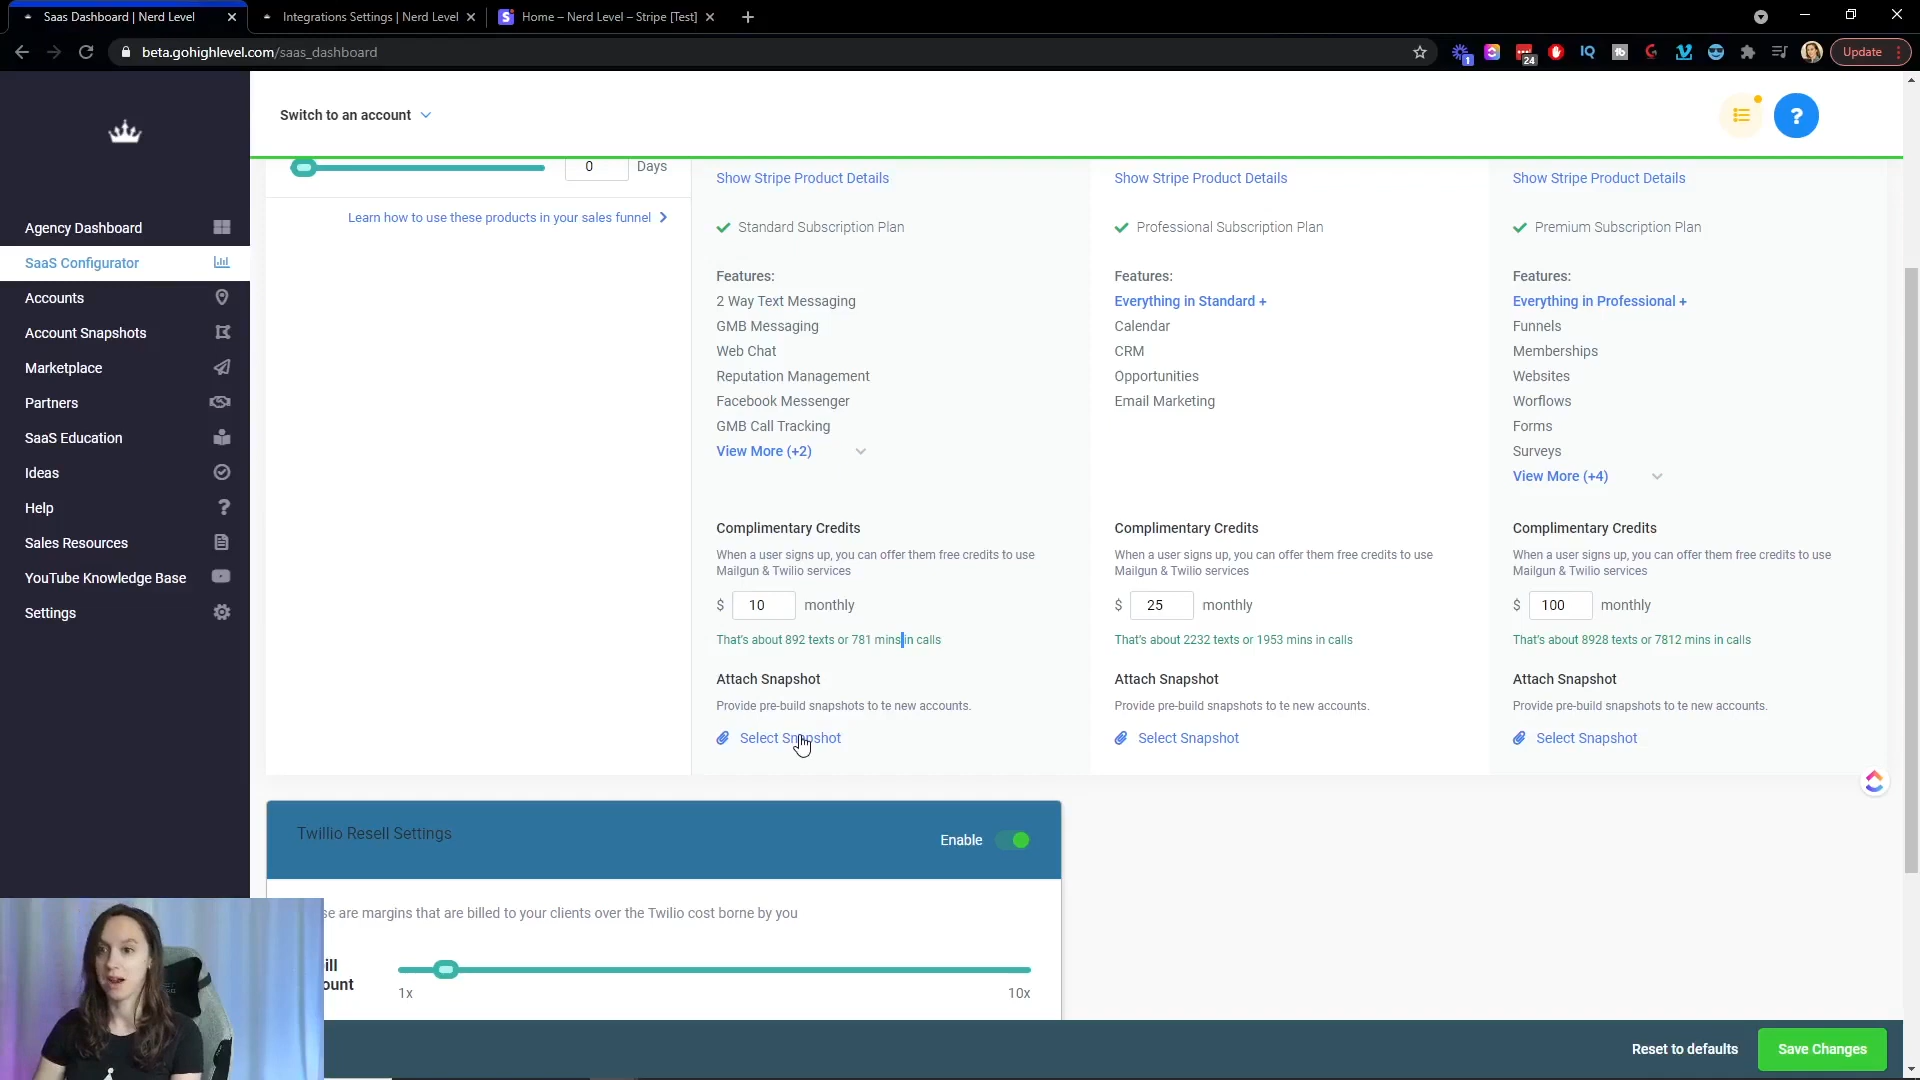 Saas Dashboard | Nerd Level
Integrations Settings | Nerd Level
Home – Nerd Level – Stripe [Test]
beta.gohighlevel.com/saas_dashboard
1
24
IQ
tb
Update
Switch to an account
?
Agency Dashboard
SaaS Configurator
Accounts
Account Snapshots
Marketplace
Partners
SaaS Education
Ideas
Help
Sales Resources
YouTube Knowledge Base
Settings
0 Days
Learn how to use these products in your sales funnel
Show Stripe Product Details
Standard Subscription Plan
Features:
2 Way Text Messaging
GMB Messaging
Web Chat
Reputation Management
Facebook Messenger
GMB Call Tracking
View More (+2)
Complimentary Credits
When a user signs up, you can offer them free credits to use
Mailgun & Twilio services
$ 10 monthly
That's about 892 texts or 781 mins in calls
Attach Snapshot
Provide pre-build snapshots to te new accounts.
Select Snapshot
Show Stripe Product Details
Professional Subscription Plan
Features:
Everything in Standard +
Calendar
CRM
Opportunities
Email Marketing
Complimentary Credits
When a user signs up, you can offer them free credits to use
Mailgun & Twilio services
$ 25 monthly
That's about 2232 texts or 1953 mins in calls
Attach Snapshot
Provide pre-build snapshots to te new accounts.
Select Snapshot
Show Stripe Product Details
Premium Subscription Plan
Features:
Everything in Professional +
Funnels
Memberships
Websites
Worflows
Forms
Surveys
View More (+4)
Complimentary Credits
When a user signs up, you can offer them free credits to use
Mailgun & Twilio services
$ 100 monthly
That's about 8928 texts or 7812 mins in calls
Attach Snapshot
Provide pre-build snapshots to te new accounts.
Select Snapshot
Twillio Resell Settings
Enable
se are margins that are billed to your clients over the Twilio cost borne by you
ill
ount
1x
10x
Reset to defaults
Save Changes